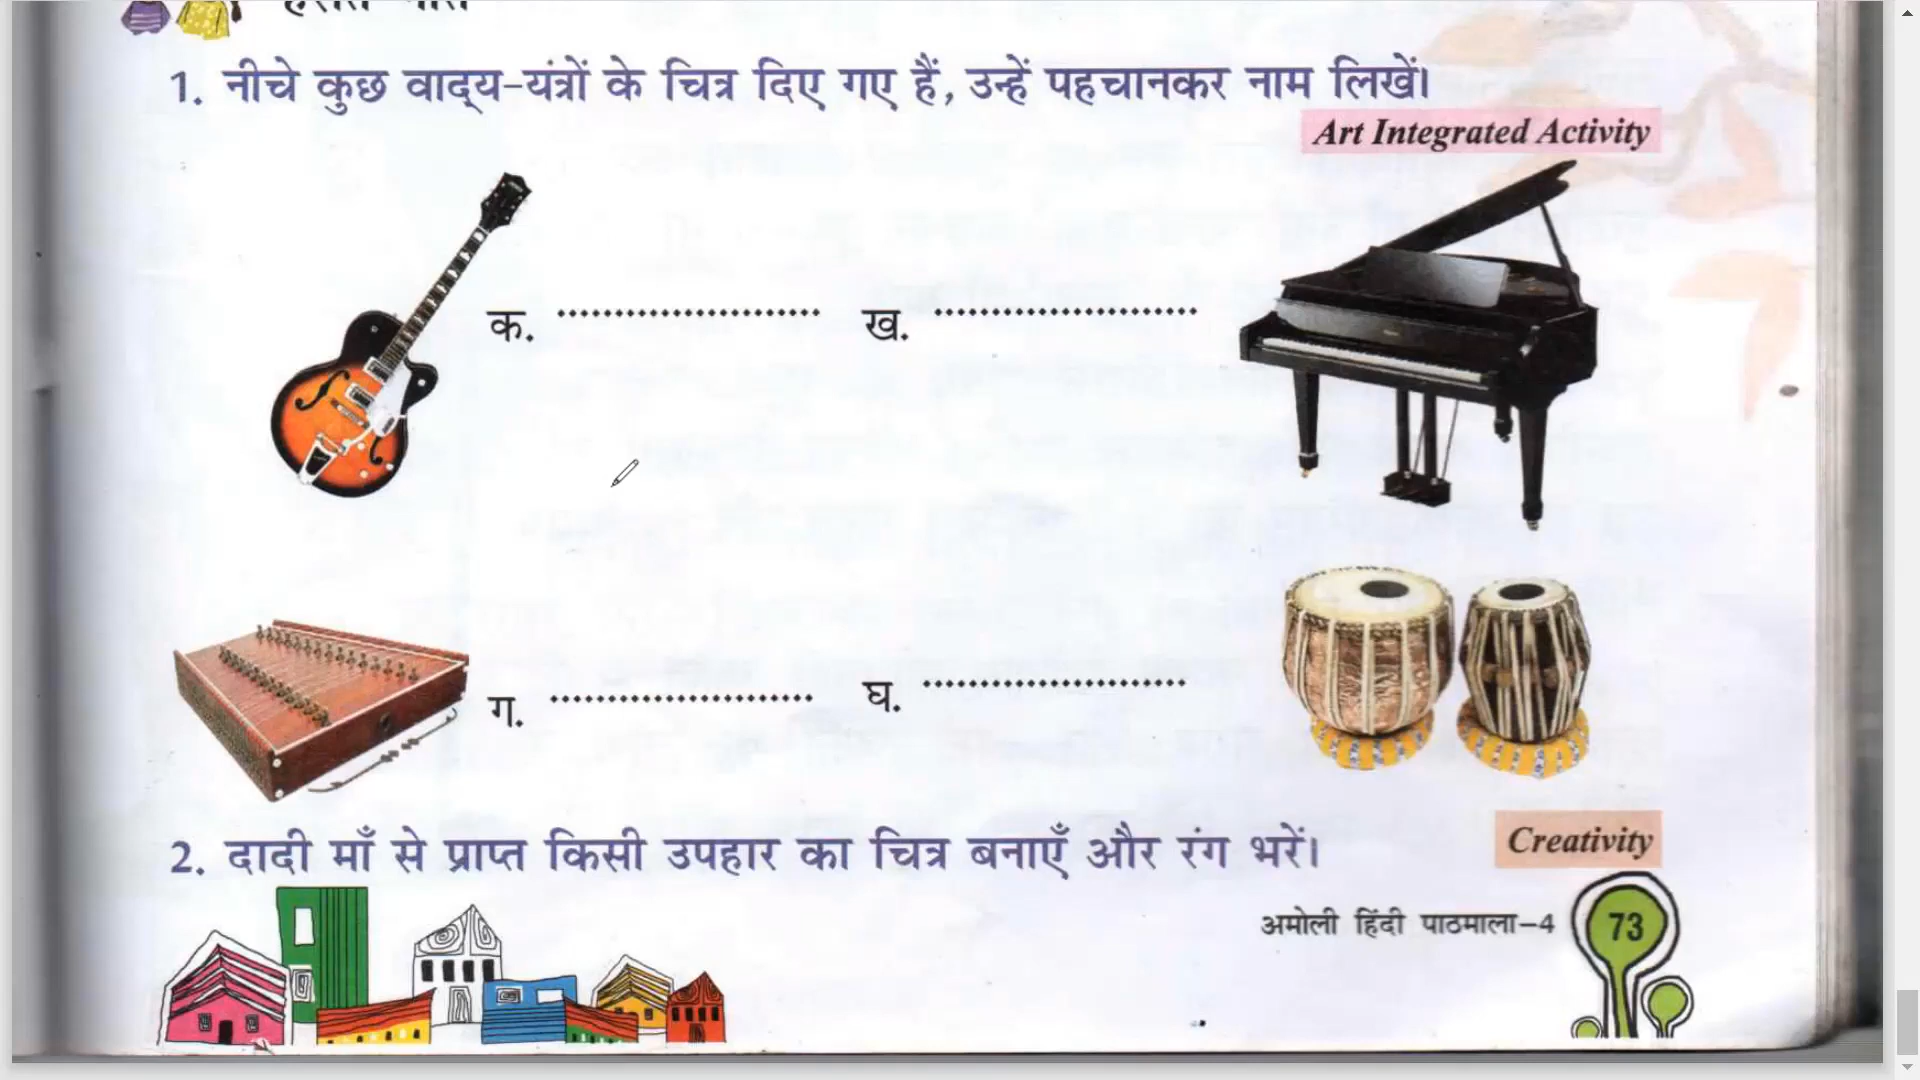 1. नीचे कुछ वाद्य-यंत्रों के चित्र दिए गए हैं, उन्हें पहचानकर नाम लिखें।
Art Integrated Activity
क. ....................... ख. .......................
ग. ....................... घ. .......................
2. दादी माँ से प्राप्त किसी उपहार का चित्र बनाएँ और रंग भरें।
Creativity
अमोली हिंदी पाठमाला-4 73